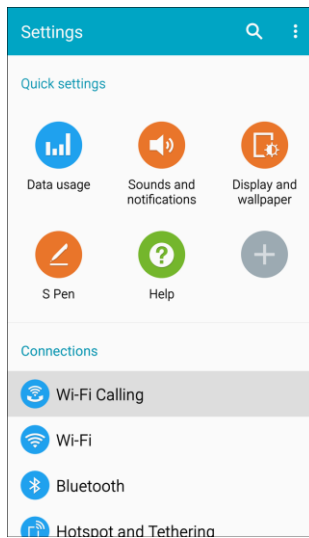 Settings
Quick settings
Data usage
Sounds and
notifications
Display and
wallpaper
S Pen
Help
Connections
Wi-Fi Calling
Wi-Fi
Bluetooth
Hotspot and Tethering